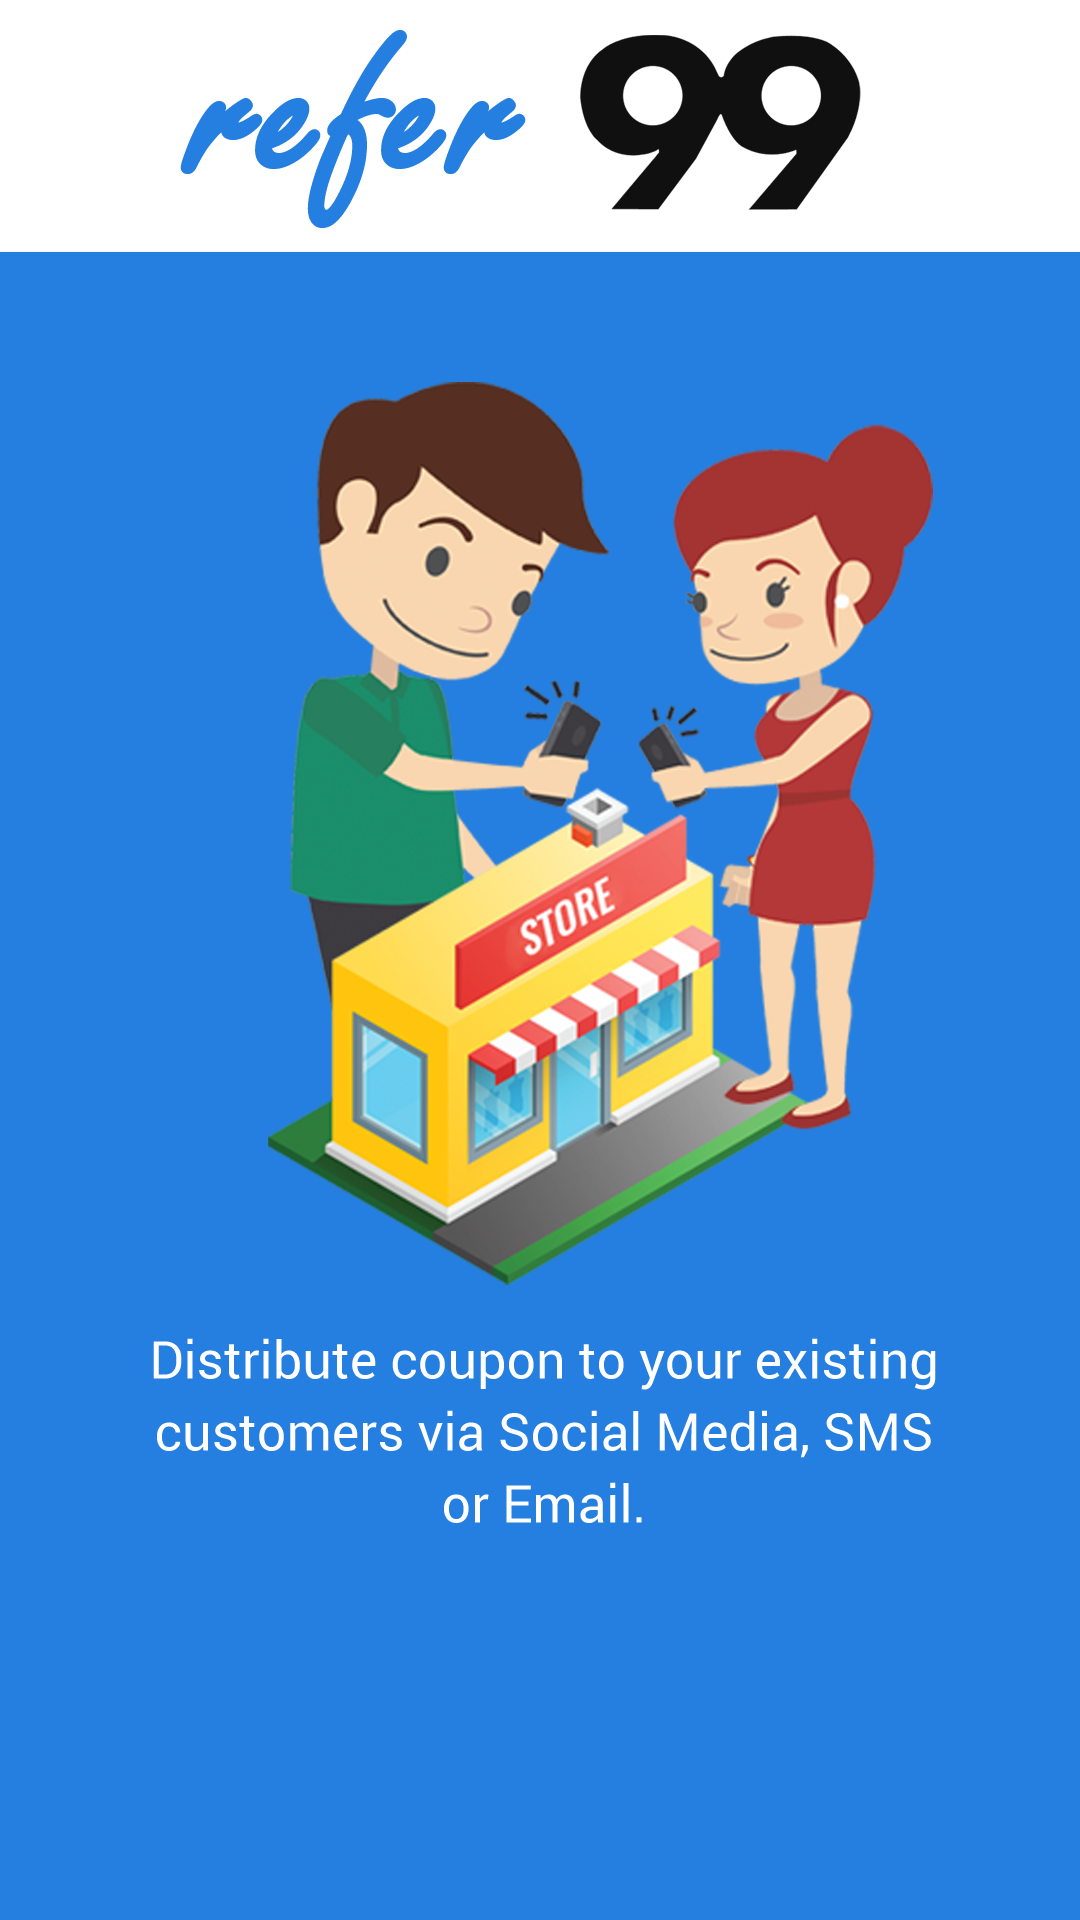 refer 99
STORE
Distribute coupon to your existing
customers via Social Media, SMS
or Email.